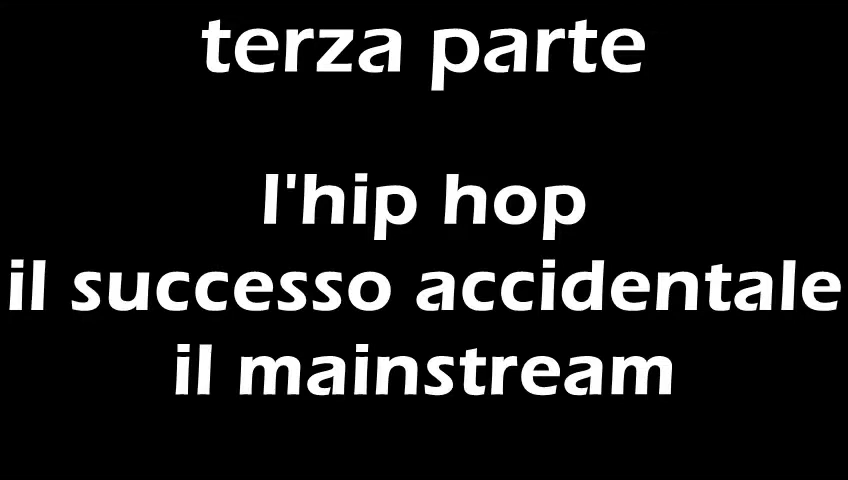 terza parte
l'hip hop
il successo accidentale
il mainstream